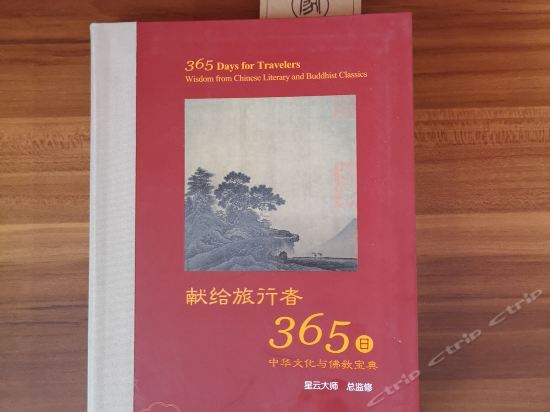 365 Days for Travelers
Wisdom from Chinese Literary and Buddhist Classics
献给旅行者
365日
中华文化与佛教宝典
星云大师 总监修
Ctrip Ctrip Ctrip